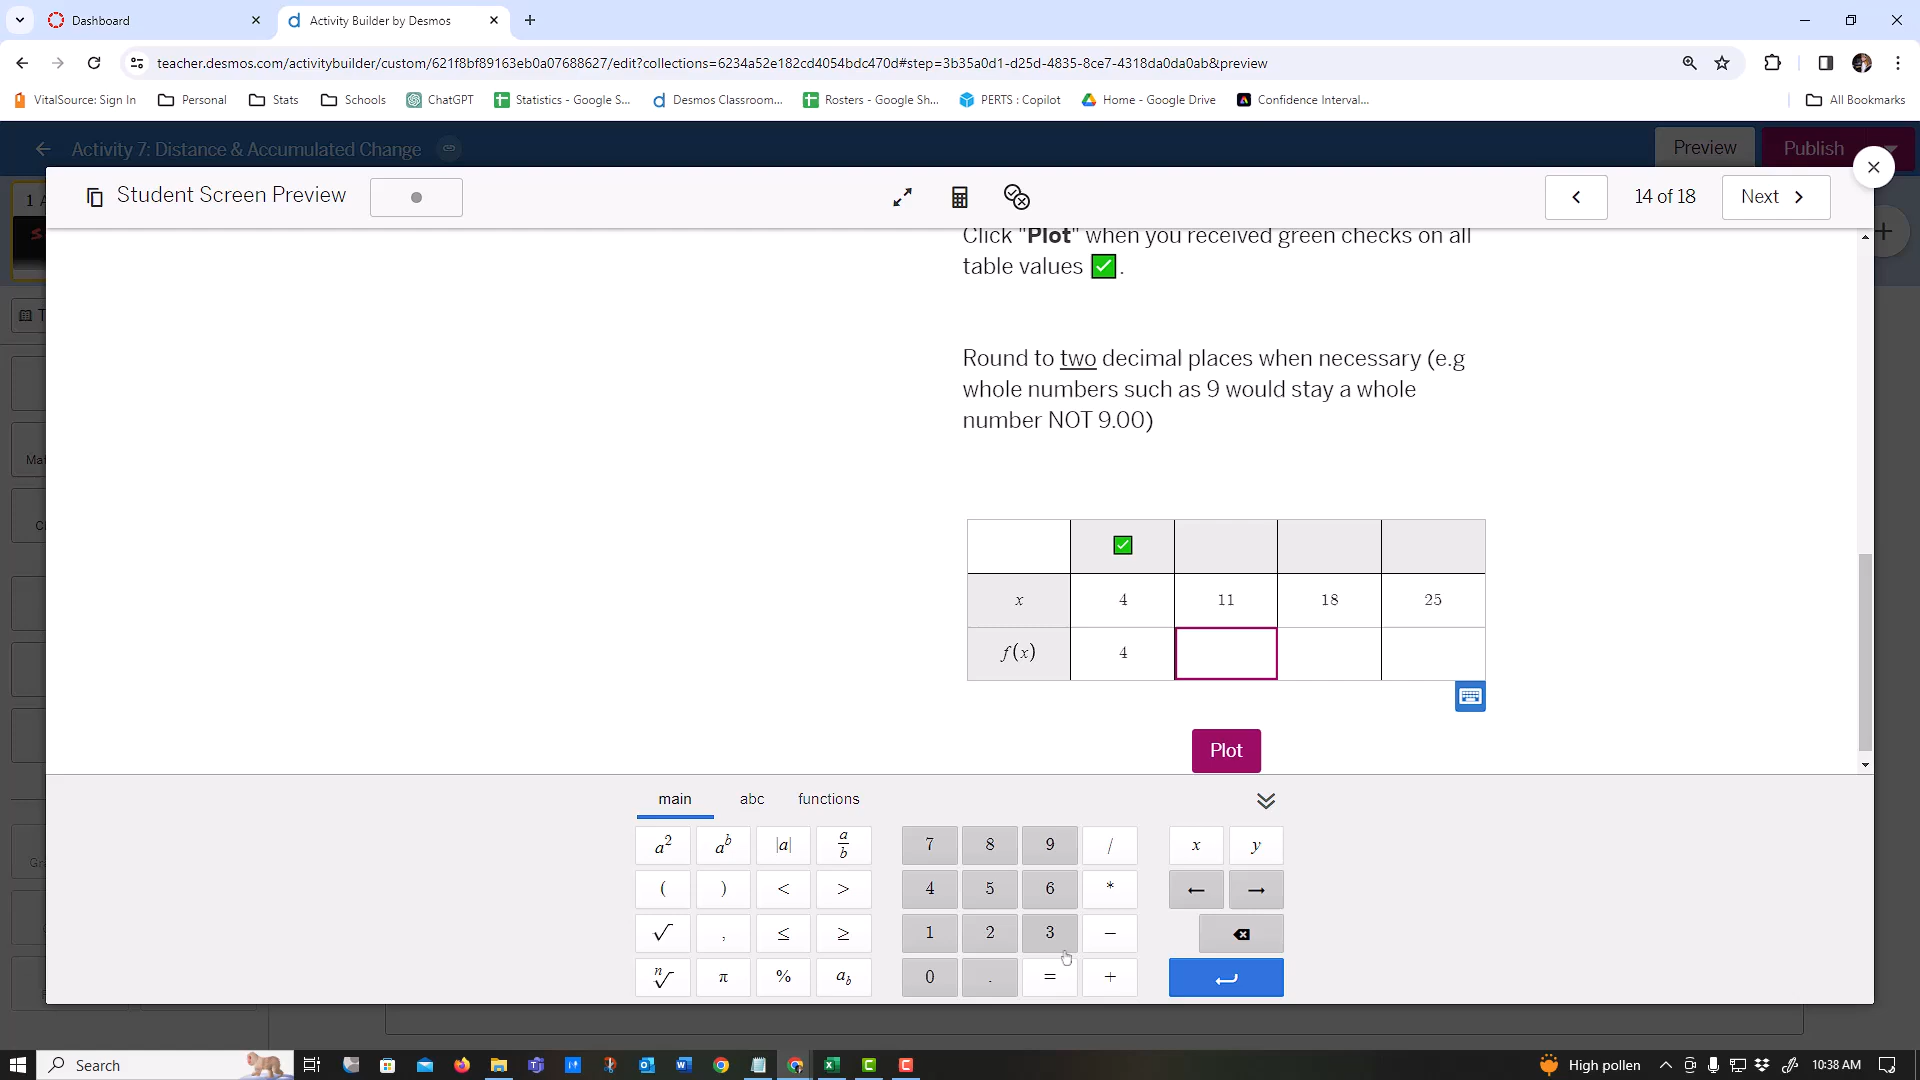 Dashboard
Activity Builder by Desmos
teacher.desmos.com/activitybuilder/custom/621f8bf89163eb0a07688627/edit?collections=6234a52e182cd4054bdc470d#step=3b35a0d1-d25d-4835-8ce7-4318da0da0ab&preview
VitalSource: Sign In Personal Stats Schools ChatGPT Statistics - Google S... Desmos Classroom... Rosters - Google Sh... PERTS : Copilot Home - Google Drive Confidence Interval... All Bookmarks
Activity 7: Distance & Accumulated Change Preview Publish
Student Screen Preview 14 of 18 Next
Click "Plot" when you received green checks on all
table values ✅.
Round to two decimal places when necessary (e.g
whole numbers such as 9 would stay a whole
number NOT 9.00)
x 4 11 18 25
f(x) 4
Plot
main abc functions
a² aᵇ |a| a/b 7 8 9 / x y
( ) < > 4 5 6 * ← →
√ , ≤ ≥ 1 2 3 −
ⁿ√ π % a_b 0 . = +
Search High pollen 10:38 AM